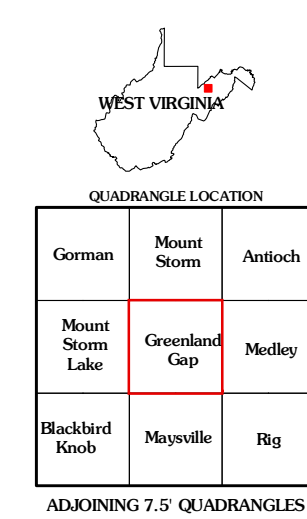 WEST VIRGINIA
QUADRANGLE LOCATION
Gorman
Mount
Storm
Antioch
Mount
Storm
Lake
Greenland
Gap
Medley
Blackbird
Knob
Maysville
Rig
ADJOINING 7.5' QUADRANGLES